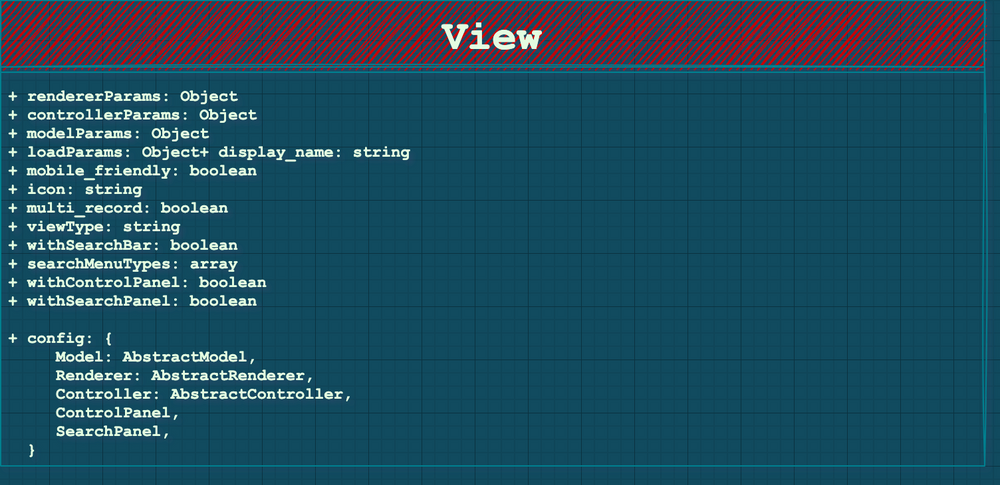 View
+ rendererParams: Object
+ controllerParams: Object
+ modelParams: Object
+ loadParams: Object+ display_name: string
+ mobile_friendly: boolean
+ icon: string
+ multi_record: boolean
+ viewType: string
+ withSearchBar: boolean
+ searchMenuTypes: array
+ withControlPanel: boolean
+ withSearchPanel: boolean
+ config: {
Model: AbstractModel,
Renderer: AbstractRenderer,
Controller: AbstractController,
ControlPanel,
SearchPanel,
}